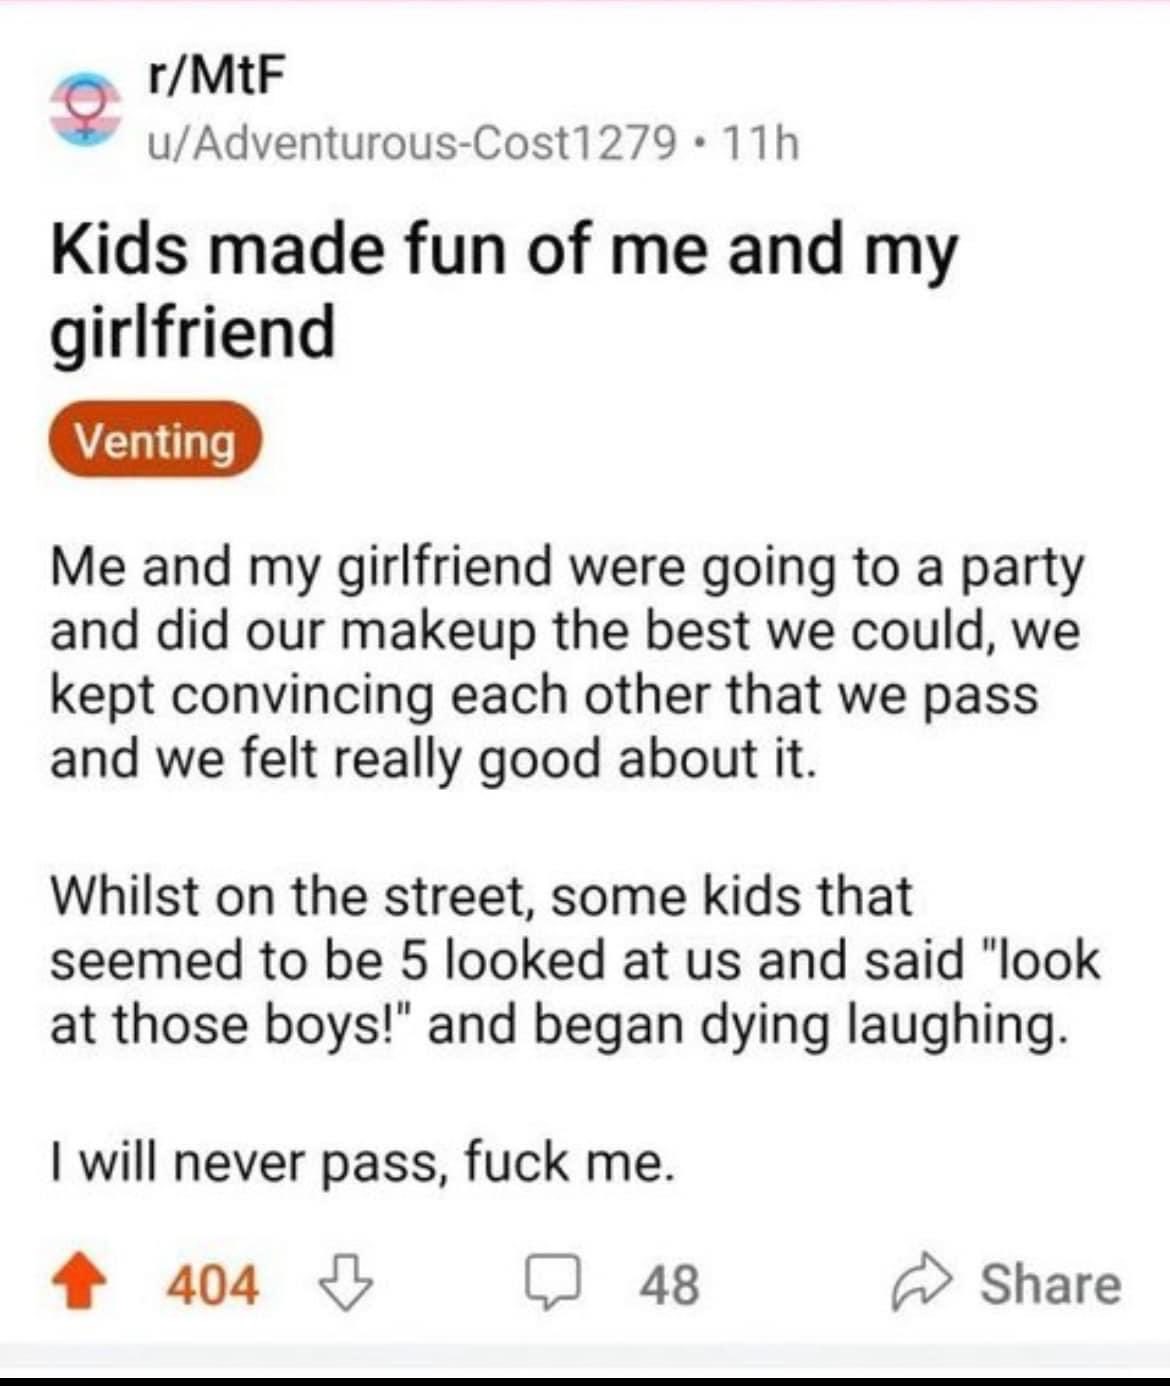 r/MtF
u/Adventurous-Cost1279 • 11h
Kids made fun of me and my
girlfriend
Venting
Me and my girlfriend were going to a party
and did our makeup the best we could, we
kept convincing each other that we pass
and we felt really good about it.
Whilst on the street, some kids that
seemed to be 5 looked at us and said "look
at those boys!" and began dying laughing.
I will never pass, fuck me.
404 48 Share